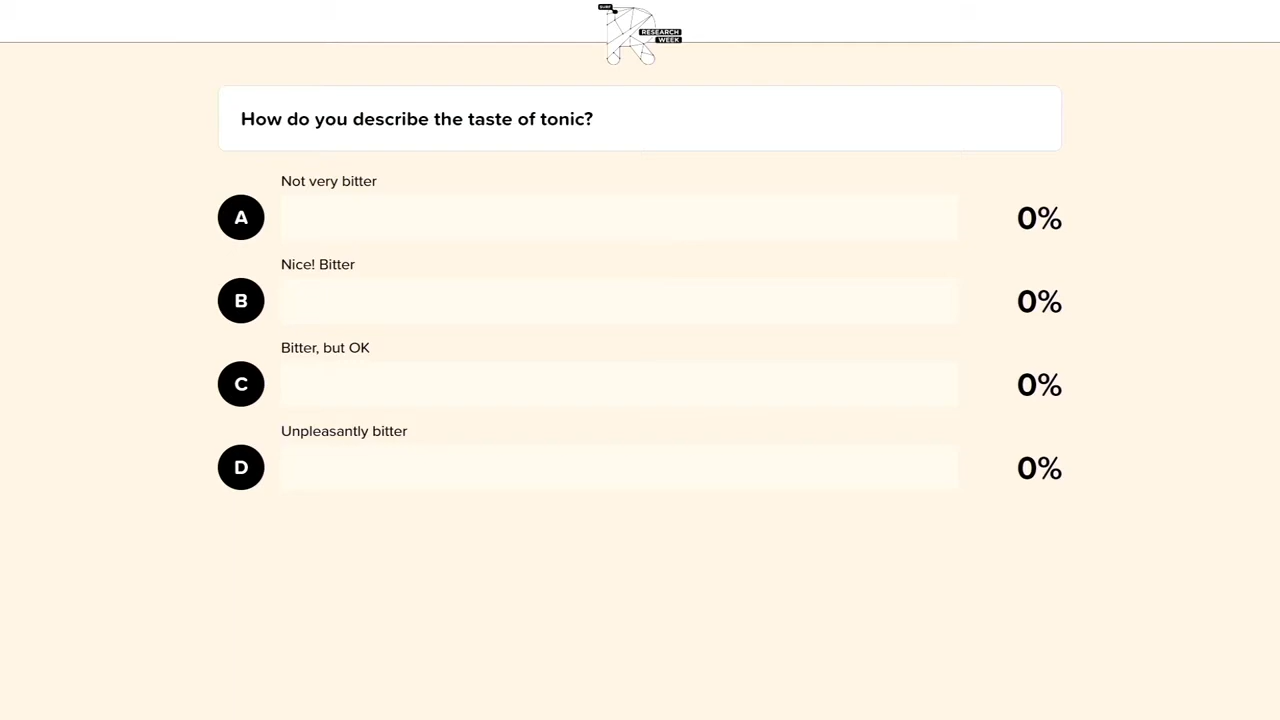 SURF
RESEARCH
WEEK
How do you describe the taste of tonic?
Not very bitter
A
0%
Nice! Bitter
B
0%
Bitter, but OK
C
0%
Unpleasantly bitter
D
0%